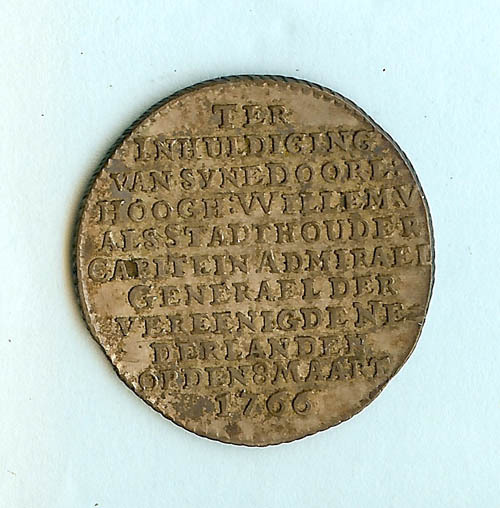 TER
INHULDIGING
VAN SYNE DOORL:
HOOGH: WILLEM V
ALS STADTHOUDER
CAPITEIN ADMIRAEL
GENERAEL DER
VEREENIGDE NE=
DERLANDEN
OP DEN 8 MAART
1766